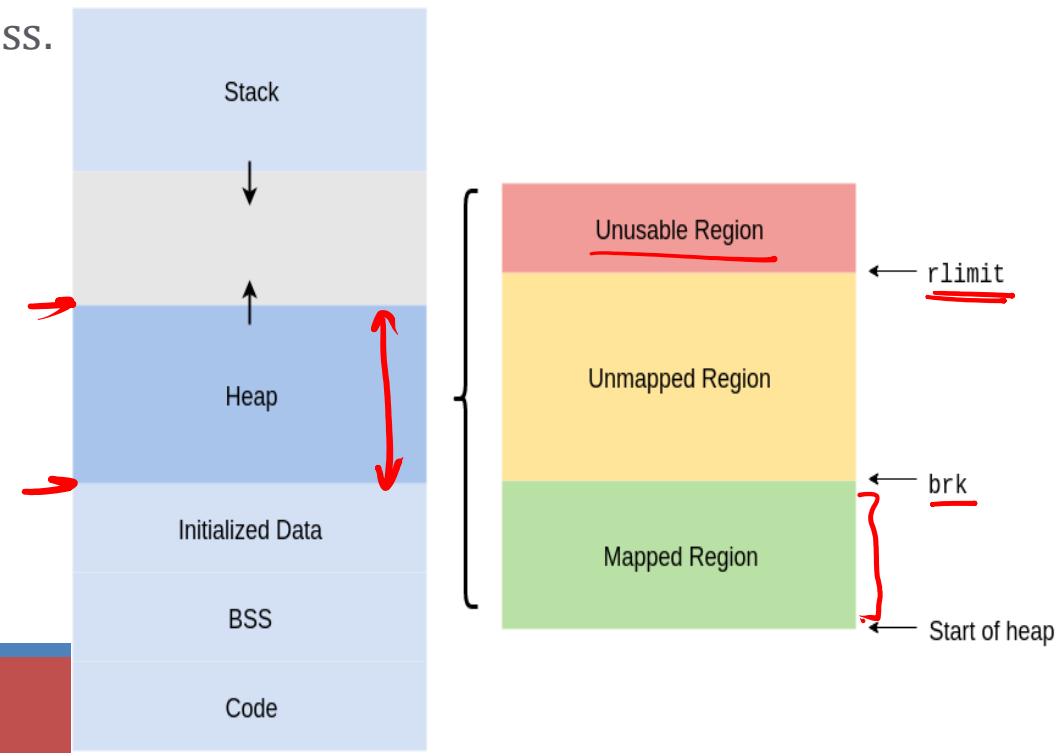 ss.
Stack
Heap
Initialized Data
BSS
Code
Unusable Region
rlimit
Unmapped Region
brk
Mapped Region
Start of heap